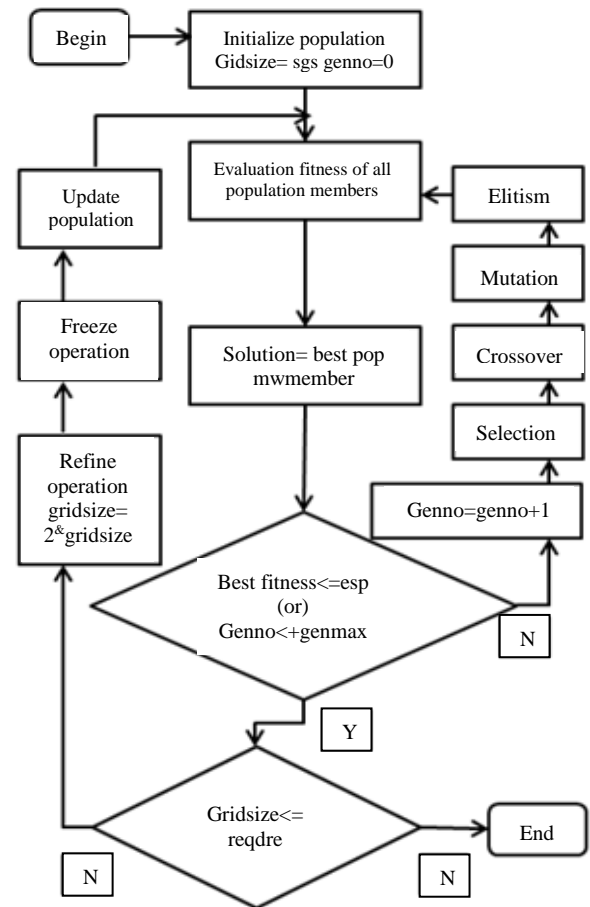 Begin
Initialize population
Gidsize= sgs genno=0
Evaluation fitness of all
population members
Update
population
Elitism
Mutation
Freeze
operation
Solution= best pop
mwmember
Crossover
Selection
Refine
operation
gridsize=
2&gridsize
Genno=genno+1
Best fitness<=esp
(or)
Genno<+genmax
N
Y
Gridsize<=
reqdre
End
N
N